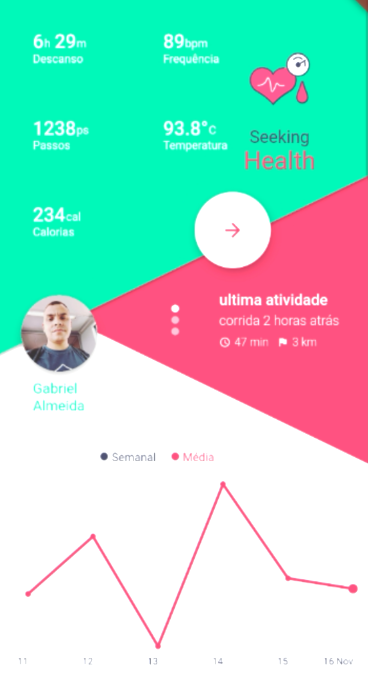 6h 29m
Descanso
89bpm
Frequência
1238ps
Passos
93.8°C
Temperatura
Seeking
Health
234cal
Calorias
ultima atividade
corrida 2 horas atrás
47 min 3 km
Gabriel
Almeida
Semanal Média
11 12 13 14 15 16 Nov